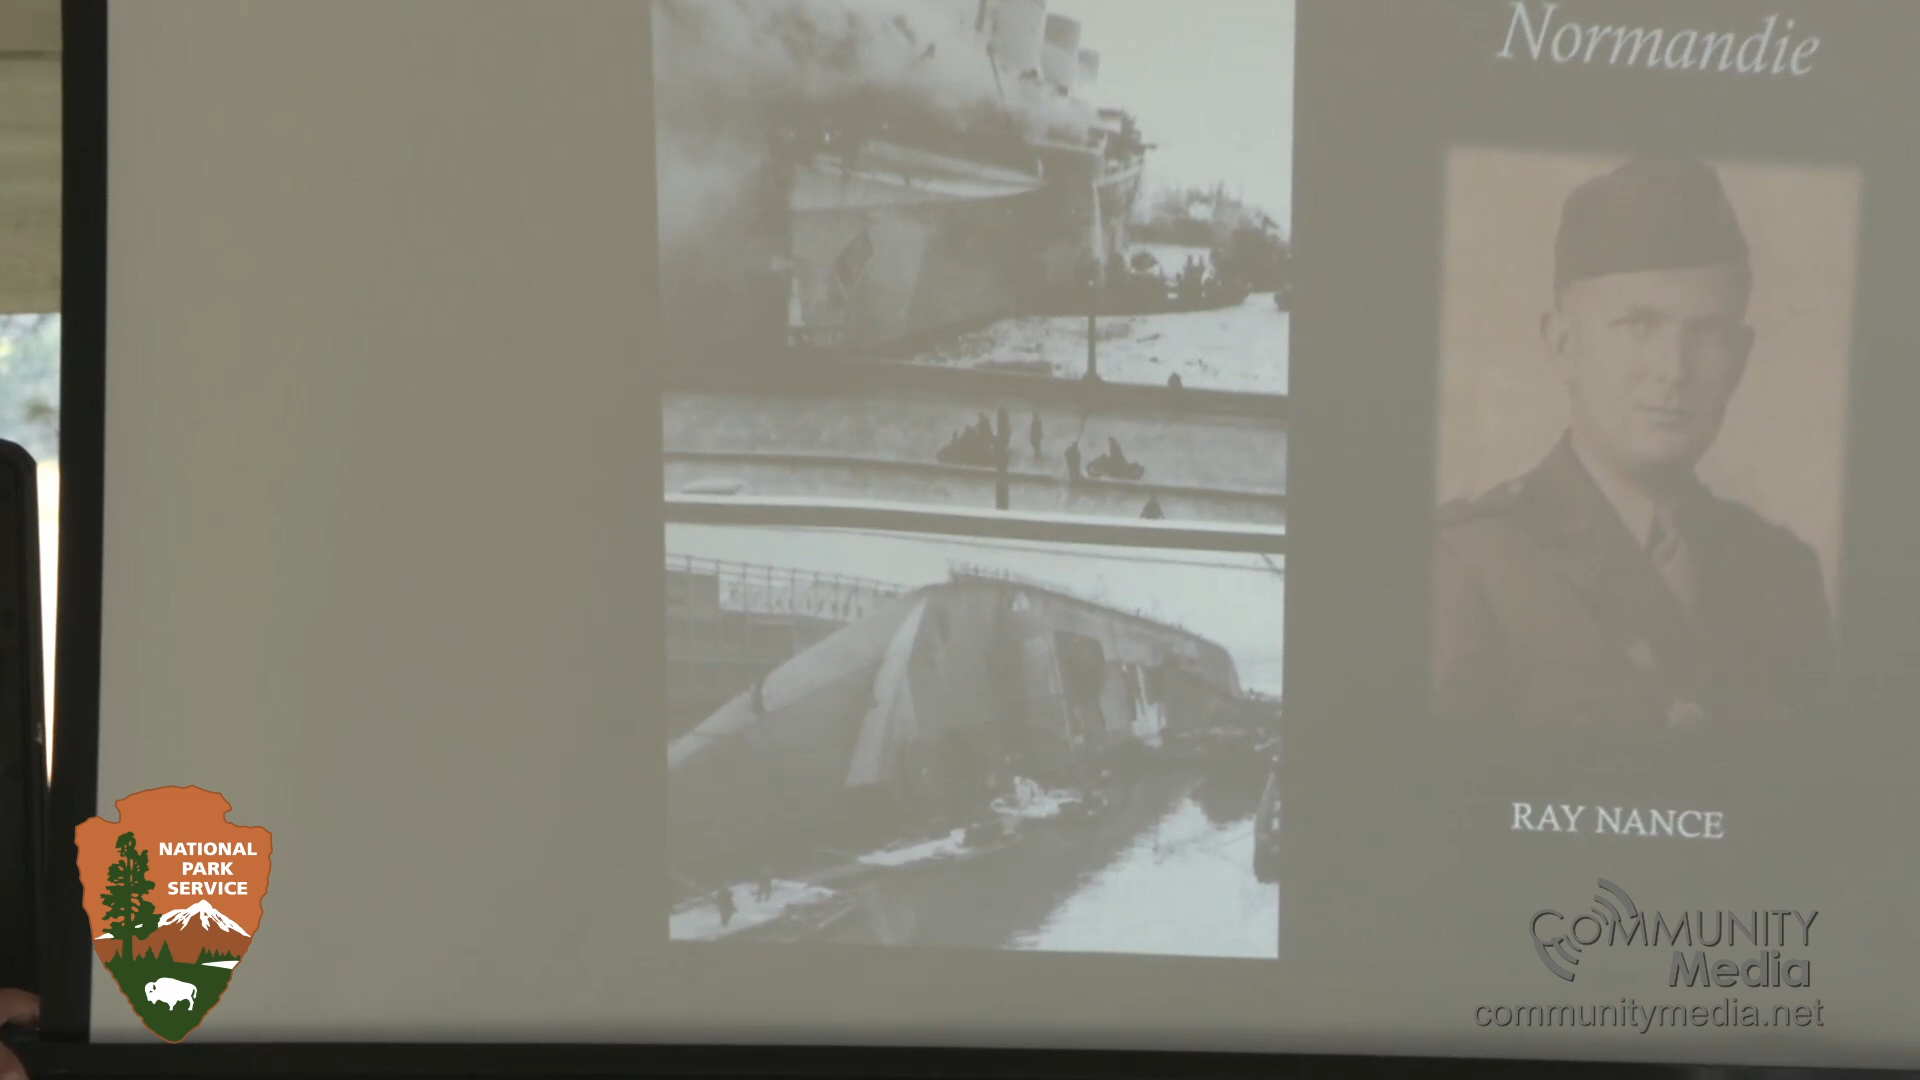 Normandie
RAY NANCE
NATIONAL
PARK
SERVICE
COMMUNITY
Media
communitymedia.net